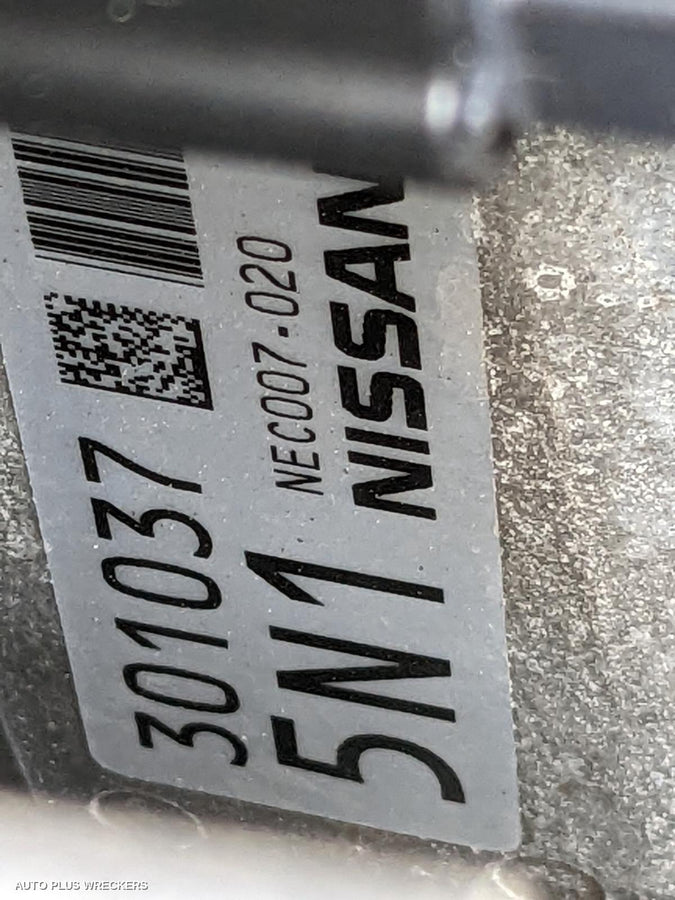 5N1 NISSAN
NEC007-020
301037
AUTO PLUS WRECKERS